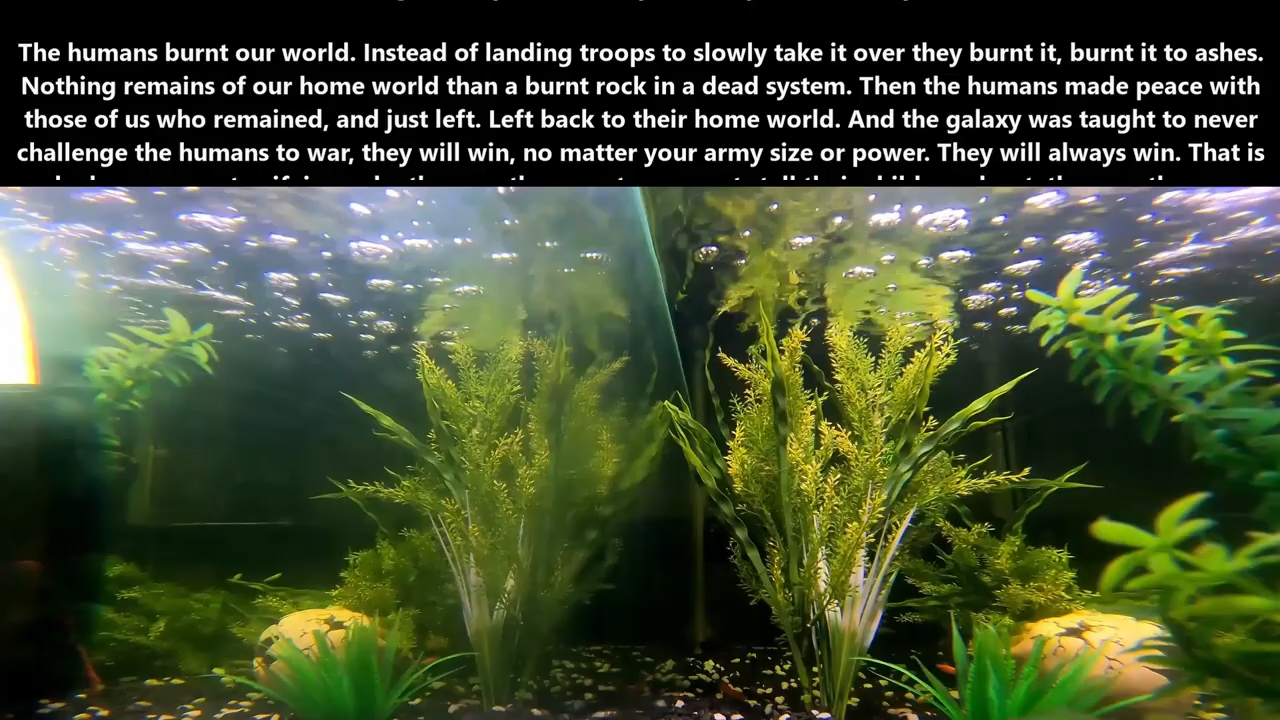 The humans burnt our world. Instead of landing troops to slowly take it over they burnt it, burnt it to ashes.
Nothing remains of our home world than a burnt rock in a dead system. Then the humans made peace with
those of us who remained, and just left. Left back to their home world. And the galaxy was taught to never
challenge the humans to war, they will win, no matter your army size or power. They will always win. That is